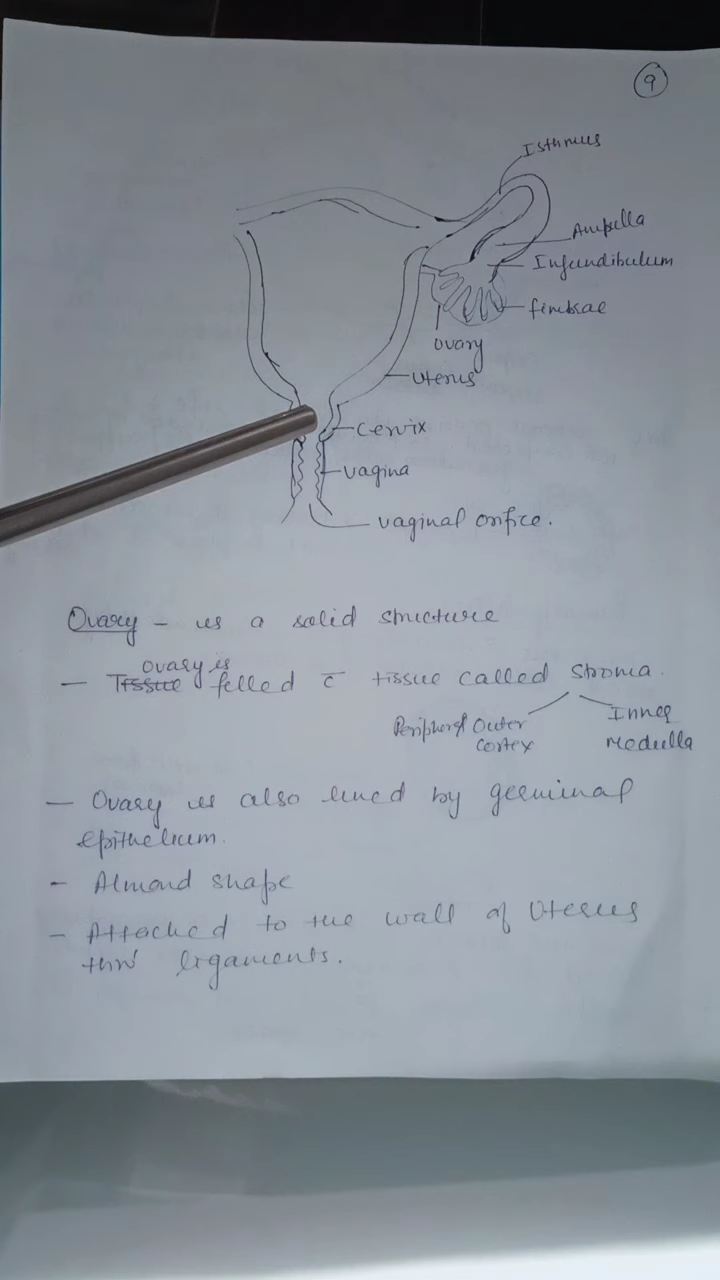 9
Isthmus
Ampulla
Infundibulum
fimbrae
ovary
uterus
cervix
vagina
vaginal orifice.
Ovary - is a solid structure
ovary is
- Tissue filled c̄ tissue called stroma.
Peripheral outer Inner
cortex Medulla
- Ovary is also lined by germinal
epithelium.
- Almond shape
- Attached to the wall of Uterus
thro' ligaments.